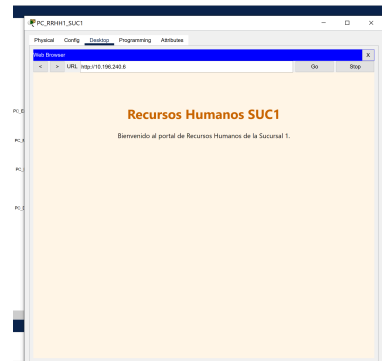 PC_RRHH1_SUC1
Physical Config Desktop Programming Attributes
Web Browser X
< > URL http://10.196.240.6 Go Stop
Recursos Humanos SUC1
Bienvenido al portal de Recursos Humanos de la Sucursal 1.